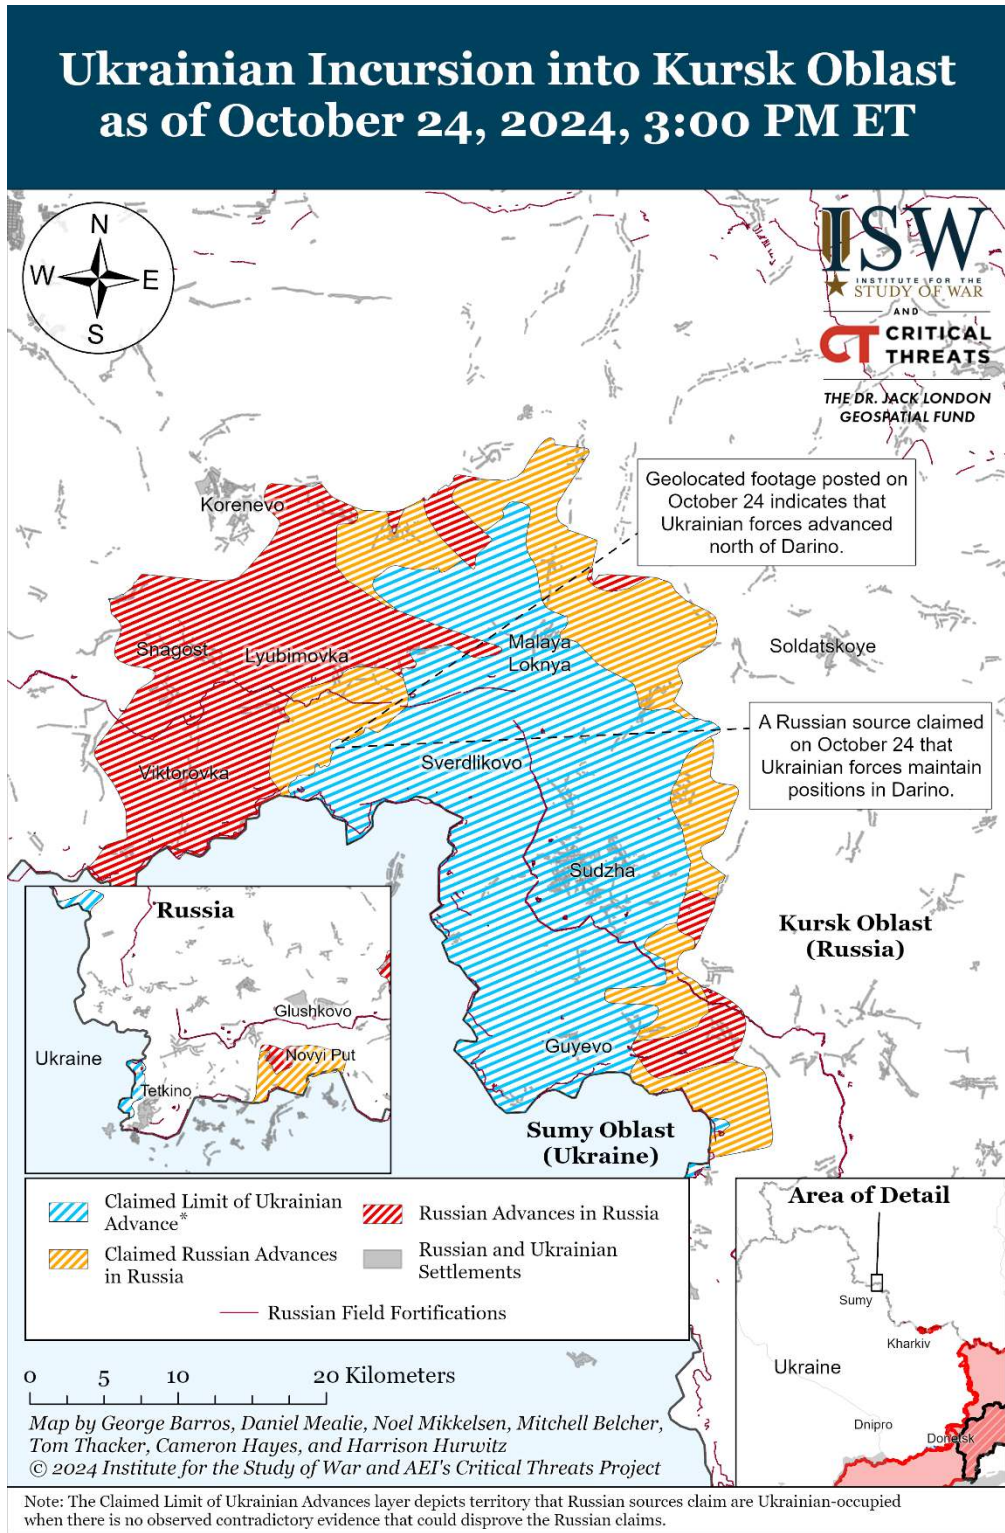 Ukrainian Incursion into Kursk Oblast
as of October 24, 2024, 3:00 PM ET
N
W
E
S
ISW
INSTITUTE FOR THE
STUDY OF WAR
AND
CT CRITICAL
THREATS
THE DR. JACK LONDON
GEOSPATIAL FUND
Geolocated footage posted on
October 24 indicates that
Ukrainian forces advanced
north of Darino.
Korenevo
Snagost
Lyubimovka
Malaya
Loknya
Soldatskoye
A Russian source claimed
on October 24 that
Ukrainian forces maintain
positions in Darino.
Viktorovka
Sverdlikovo
Sudzha
Kursk Oblast
(Russia)
Guyevo
Sumy Oblast
(Ukraine)
Russia
Glushkovo
Ukraine
Novyi Put
Tetkino
Claimed Limit of Ukrainian
Advance*
Russian Advances in Russia
Claimed Russian Advances
in Russia
Russian and Ukrainian
Settlements
Russian Field Fortifications
Area of Detail
Sumy
Kharkiv
Ukraine
Dnipro
Donetsk
0 5 10 20 Kilometers
Map by George Barros, Daniel Mealie, Noel Mikkelsen, Mitchell Belcher,
Tom Thacker, Cameron Hayes, and Harrison Hurwitz
© 2024 Institute for the Study of War and AEI's Critical Threats Project
Note: The Claimed Limit of Ukrainian Advances layer depicts territory that Russian sources claim are Ukrainian-occupied
when there is no observed contradictory evidence that could disprove the Russian claims.